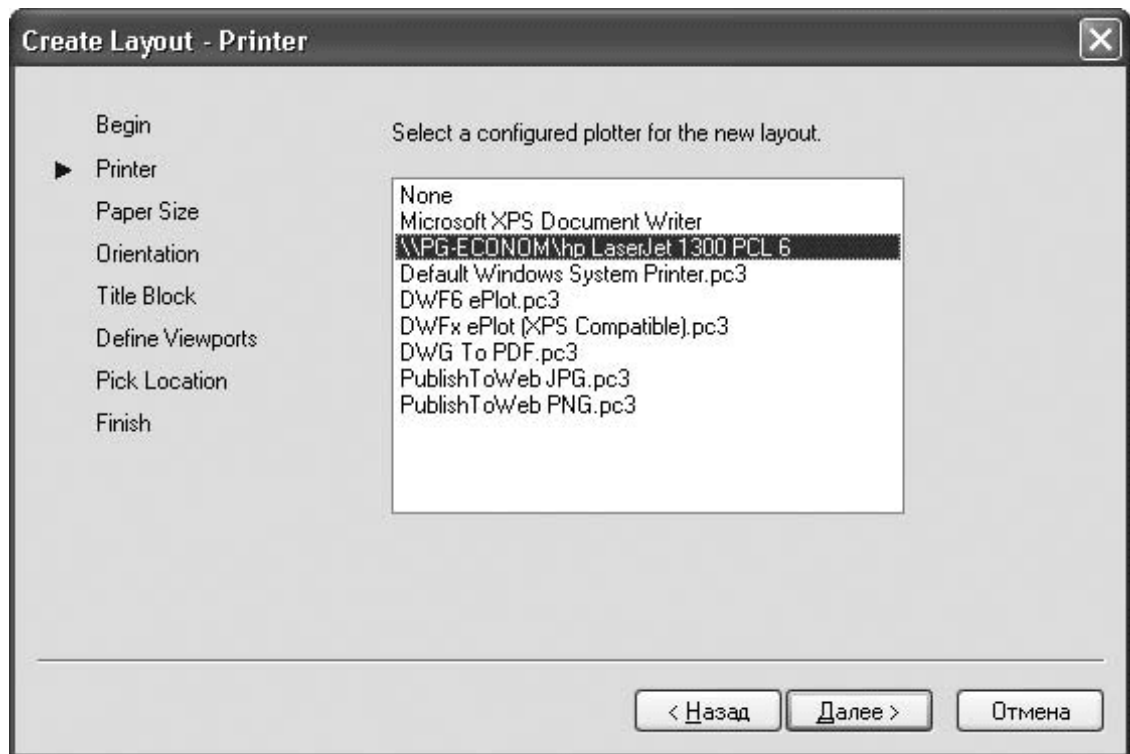 Create Layout - Printer
Begin
Printer
Paper Size
Orientation
Title Block
Define Viewports
Pick Location
Finish
Select a configured plotter for the new layout.
None
Microsoft XPS Document Writer
\\PG-ECONOM\hp LaserJet 1300 PCL 6
Default Windows System Printer.pc3
DWF6 ePlot.pc3
DWFx ePlot (XPS Compatible).pc3
DWG To PDF.pc3
PublishToWeb JPG.pc3
PublishToWeb PNG.pc3
< Назад
Далее >
Отмена